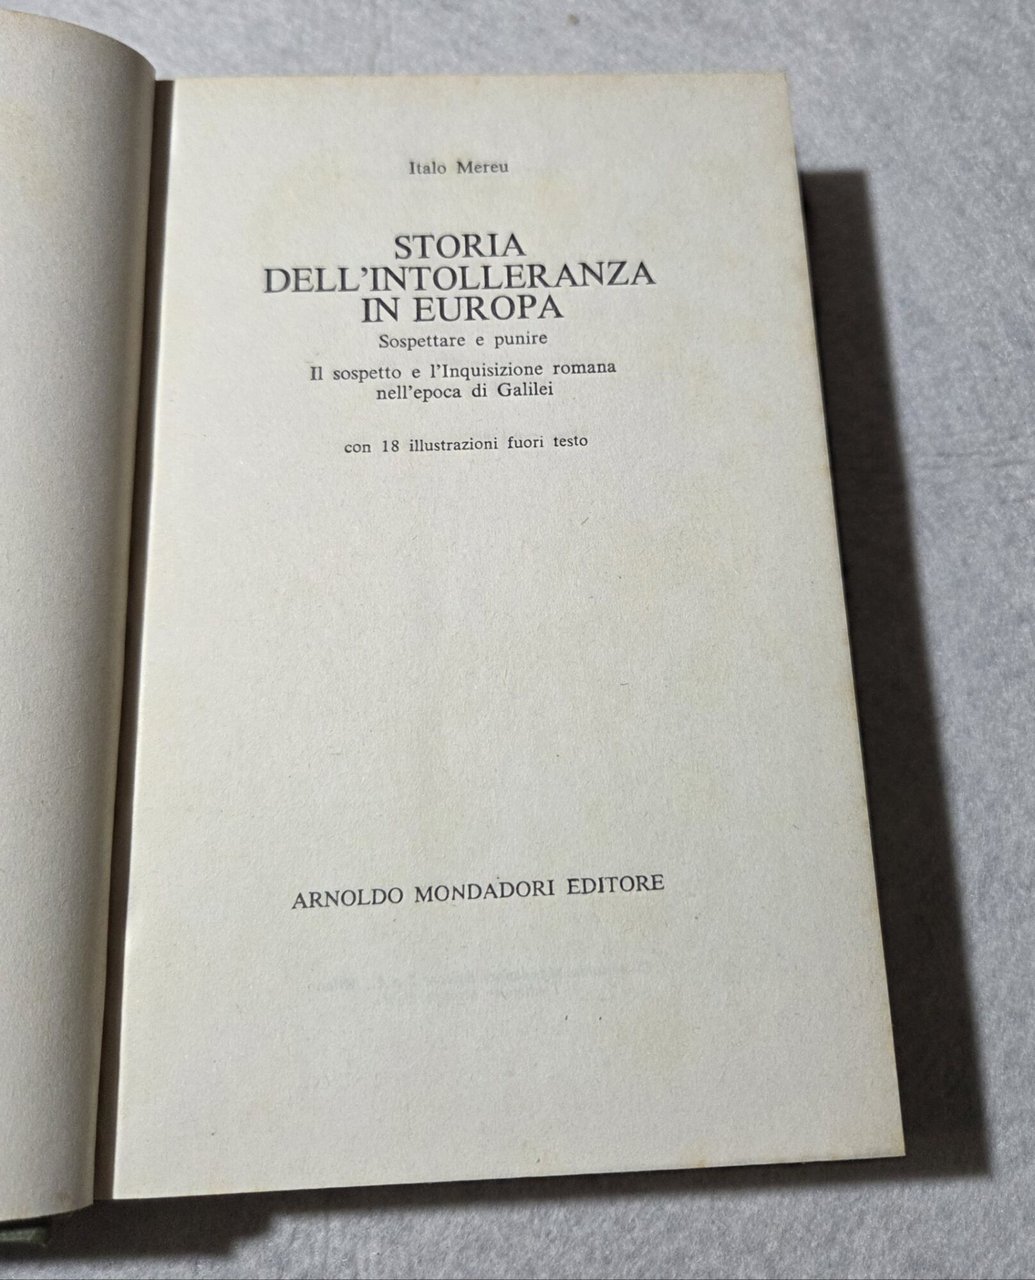 Italo Mereu
STORIA
DELL'INTOLLERANZA
IN EUROPA
Sospettare e punire
Il sospetto e l'Inquisizione romana
nell'epoca di Galilei
con 18 illustrazioni fuori testo
ARNOLDO MONDADORI EDITORE